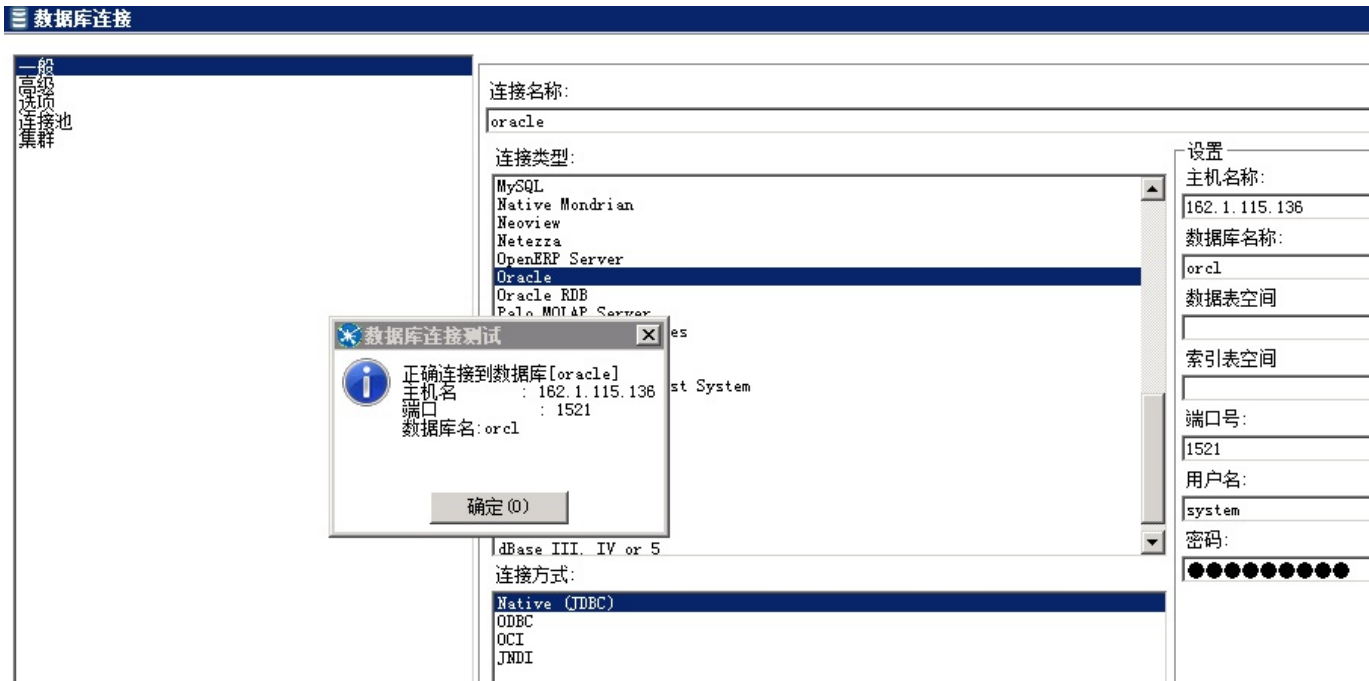 数据库连接
一般
高级
选项
连接池
集群
连接名称:
oracle
连接类型:
MySQL
Native Mondrian
Neoview
Netezza
OpenERP Server
Oracle
Oracle RDB
Palo MOLAP Server
es
st System
dBase III, IV or 5
连接方式:
Native (JDBC)
ODBC
OCI
JNDI
设置
主机名称:
162.1.115.136
数据库名称:
orcl
数据表空间
索引表空间
端口号:
1521
用户名:
system
密码:
●●●●●●●●●
数据库连接测试
正确连接到数据库[oracle]
主机名 : 162.1.115.136
端口 : 1521
数据库名:orcl
确定(O)